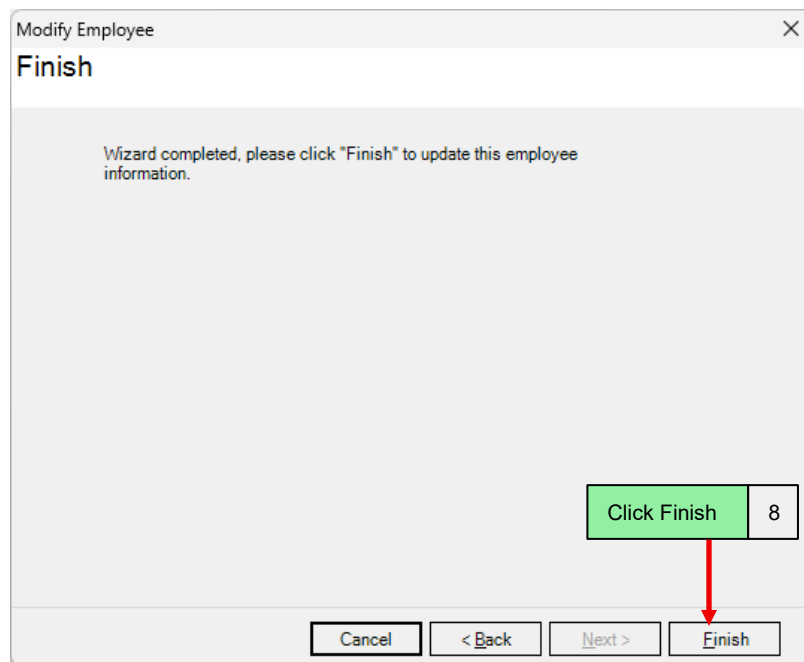 Modify Employee
Finish
Wizard completed, please click "Finish" to update this employee
information.
Click Finish 8
Cancel < Back Next > Finish